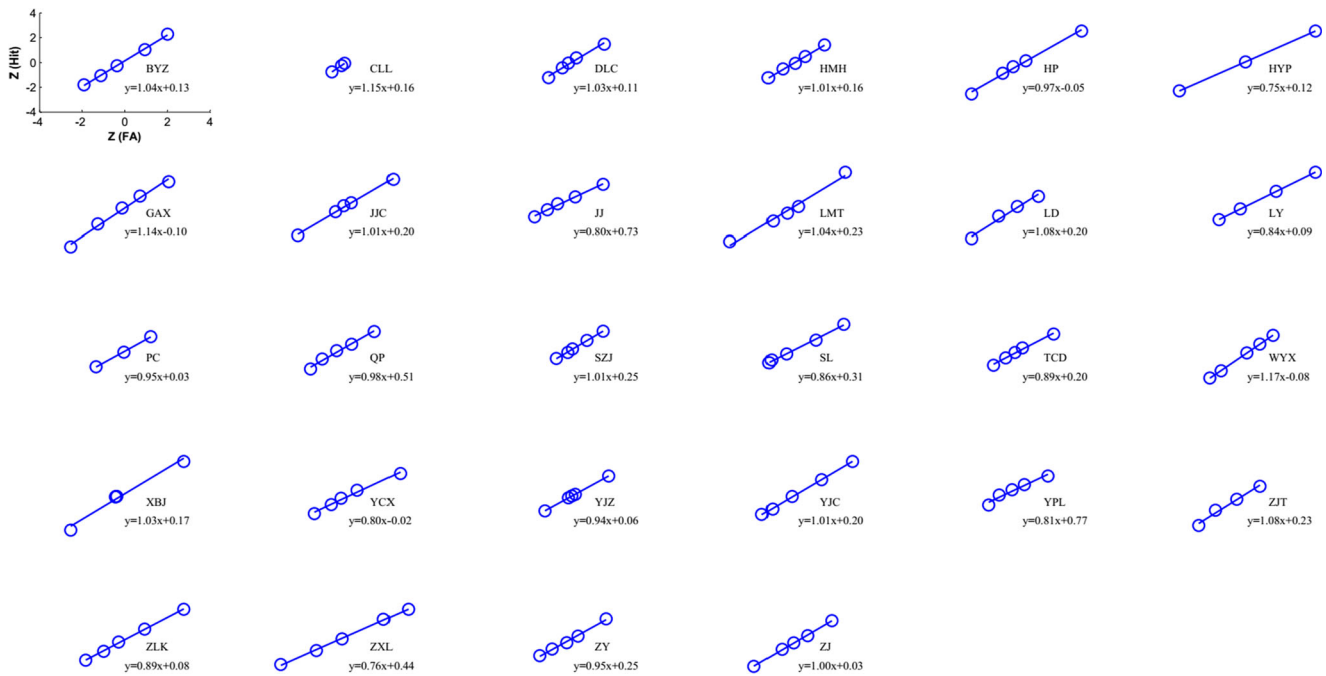 4
2
0
-2
-4
Z (Hit)
-4 -2 0 2 4
Z (FA)
BYZ
y=1.04x+0.13
CLL
y=1.15x+0.16
DLC
y=1.03x+0.11
HMH
y=1.01x+0.16
HP
y=0.97x-0.05
HYP
y=0.75x+0.12
GAX
y=1.14x-0.10
JJC
y=1.01x+0.20
JJ
y=0.80x+0.73
LMT
y=1.04x+0.23
LD
y=1.08x+0.20
LY
y=0.84x+0.09
PC
y=0.95x+0.03
QP
y=0.98x+0.51
SZJ
y=1.01x+0.25
SL
y=0.86x+0.31
TCD
y=0.89x+0.20
WYX
y=1.17x-0.08
XBJ
y=1.03x+0.17
YCX
y=0.80x-0.02
YJZ
y=0.94x+0.06
YJC
y=1.01x+0.20
YPL
y=0.81x+0.77
ZJT
y=1.08x+0.23
ZLK
y=0.89x+0.08
ZXL
y=0.76x+0.44
ZY
y=0.95x+0.25
ZJ
y=1.00x+0.03